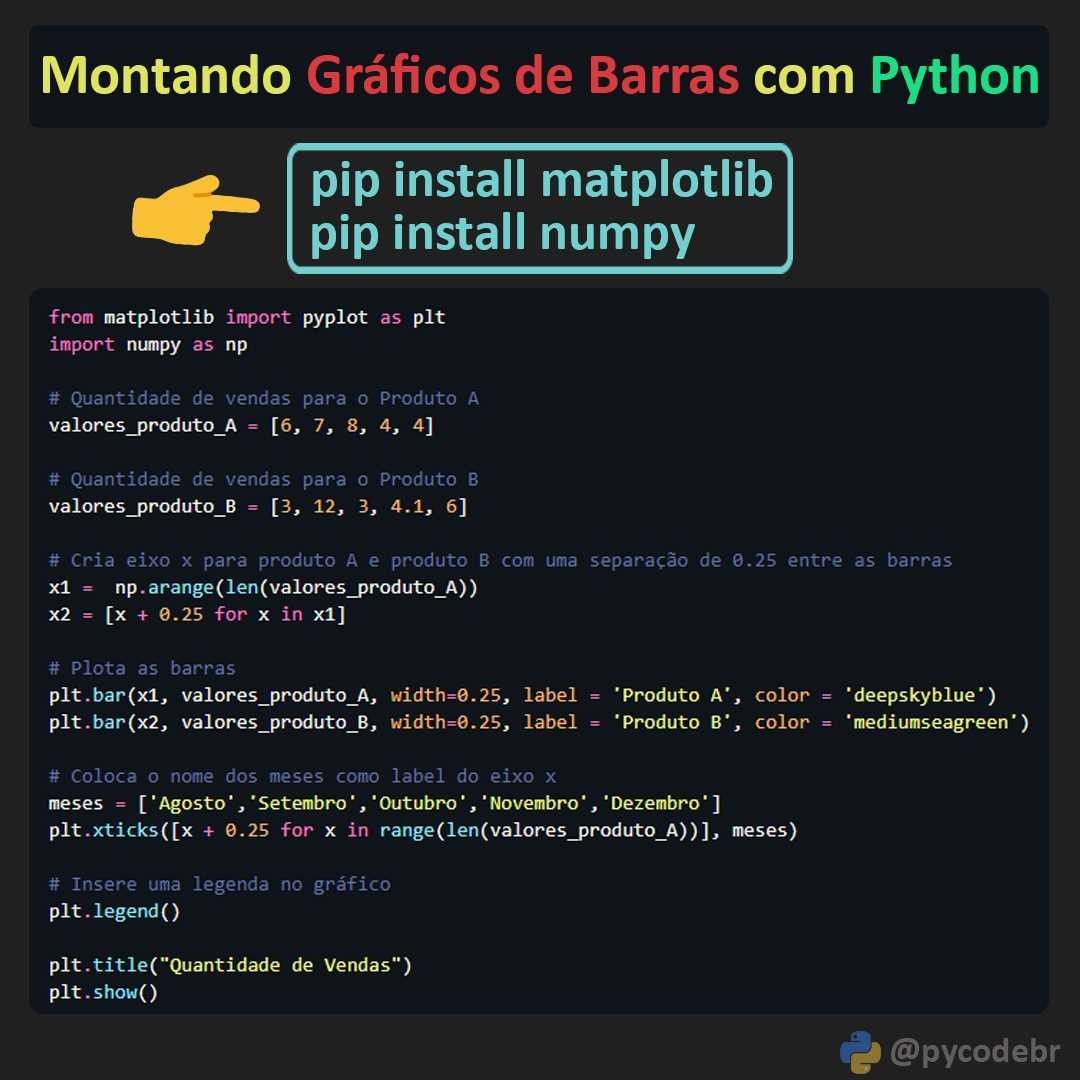 Montando Gráficos de Barras com Python
pip install matplotlib
pip install numpy
from matplotlib import pyplot as plt
import numpy as np
# Quantidade de vendas para o Produto A
valores_produto_A = [6, 7, 8, 4, 4]
# Quantidade de vendas para o Produto B
valores_produto_B = [3, 12, 3, 4.1, 6]
# Cria eixo x para produto A e produto B com uma separação de 0.25 entre as barras
x1 =  np.arange(len(valores_produto_A))
x2 = [x + 0.25 for x in x1]
# Plota as barras
plt.bar(x1, valores_produto_A, width=0.25, label = 'Produto A', color = 'deepskyblue')
plt.bar(x2, valores_produto_B, width=0.25, label = 'Produto B', color = 'mediumseagreen')
# Coloca o nome dos meses como label do eixo x
meses = ['Agosto','Setembro','Outubro','Novembro','Dezembro']
plt.xticks([x + 0.25 for x in range(len(valores_produto_A))], meses)
# Insere uma legenda no gráfico
plt.legend()
plt.title("Quantidade de Vendas")
plt.show()
@pycodebr